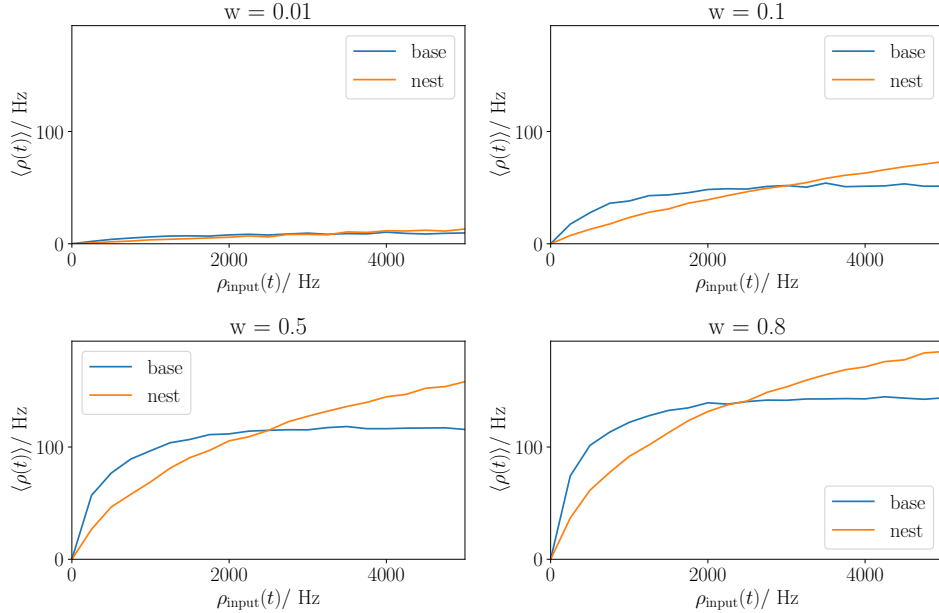 w = 0.01
base
nest
⟨ρ(t)⟩/ Hz
100
0
0
2000
4000
ρinput(t)/ Hz
w = 0.1
base
nest
⟨ρ(t)⟩/ Hz
100
0
0
2000
4000
ρinput(t)/ Hz
w = 0.5
base
nest
⟨ρ(t)⟩/ Hz
100
0
0
2000
4000
ρinput(t)/ Hz
w = 0.8
⟨ρ(t)⟩/ Hz
100
base
nest
0
0
2000
4000
ρinput(t)/ Hz